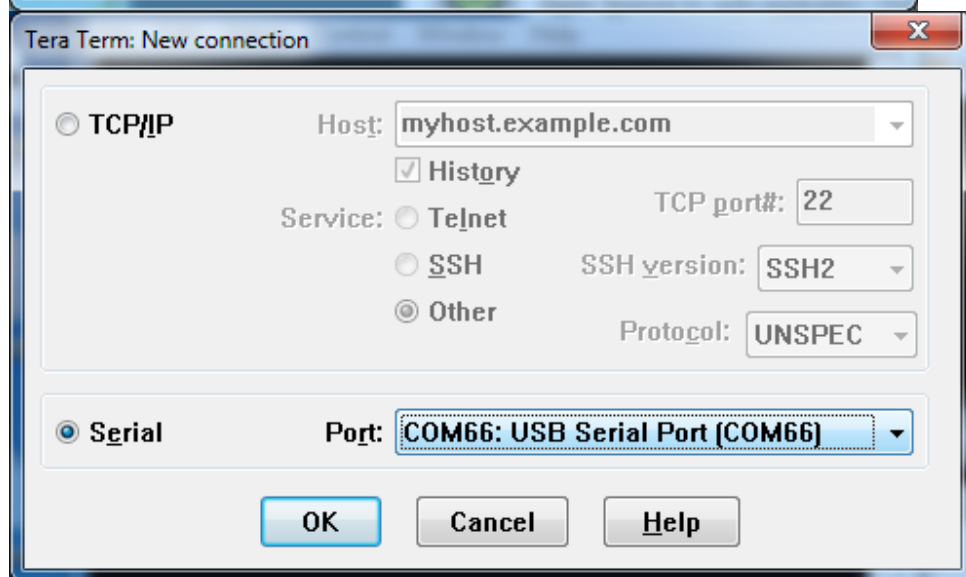 Tera Term: New connection
TCP/IP
Host: myhost.example.com
History
Service: Telnet
TCP port#: 22
SSH
SSH version: SSH2
Other
Protocol: UNSPEC
Serial
Port: COM66: USB Serial Port (COM66)
OK Cancel Help